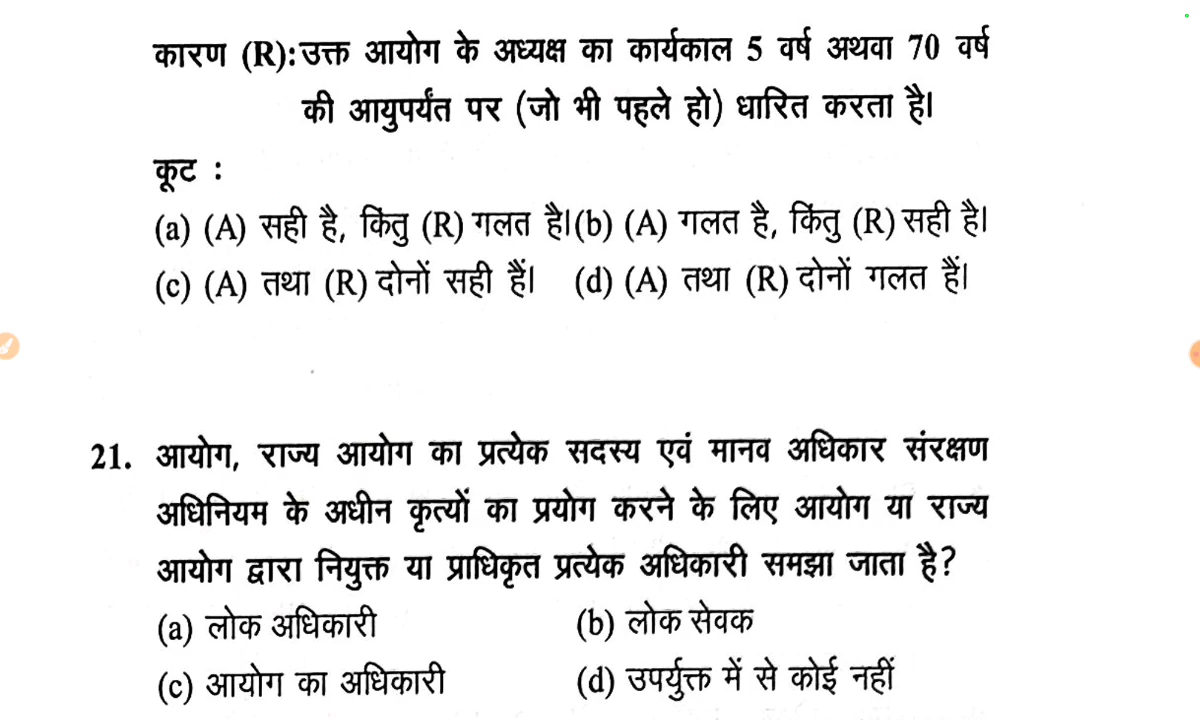 कारण (R): उक्त आयोग के अध्यक्ष का कार्यकाल 5 वर्ष अथवा 70 वर्ष
की आयुपर्यंत पर (जो भी पहले हो) धारित करता है।
कूट :
(a) (A) सही है, किंतु (R) गलत है। (b) (A) गलत है, किंतु (R) सही है।
(c) (A) तथा (R) दोनों सही हैं। (d) (A) तथा (R) दोनों गलत हैं।
21. आयोग, राज्य आयोग का प्रत्येक सदस्य एवं मानव अधिकार संरक्षण
अधिनियम के अधीन कृत्यों का प्रयोग करने के लिए आयोग या राज्य
आयोग द्वारा नियुक्त या प्राधिकृत प्रत्येक अधिकारी समझा जाता है?
(a) लोक अधिकारी (b) लोक सेवक
(c) आयोग का अधिकारी (d) उपर्युक्त में से कोई नहीं